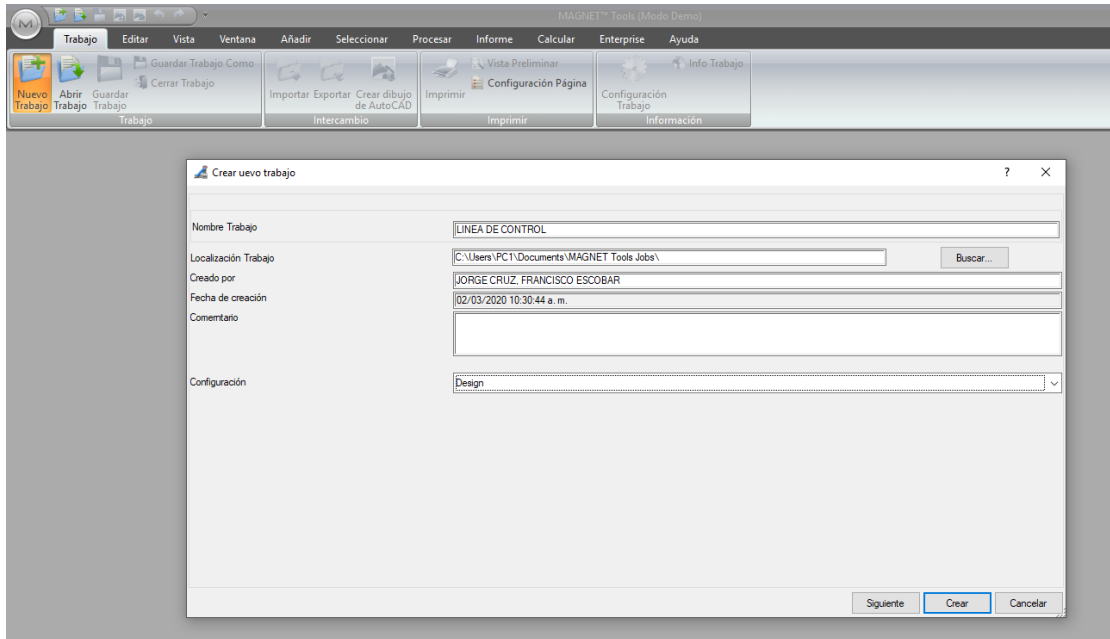 MAGNET™ Tools (Modo Demo)
Trabajo Editar Vista Ventana Añadir Seleccionar Procesar Informe Calcular Enterprise Ayuda
Nuevo Trabajo
Abrir Trabajo
Guardar Trabajo
Guardar Trabajo Como
Cerrar Trabajo
Trabajo
Importar
Exportar
Crear dibujo de AutoCAD
Intercambio
Imprimir
Vista Preliminar
Configuración Página
Imprimir
Configuración Trabajo
Info Trabajo
Información
Crear uevo trabajo
Nombre Trabajo LINEA DE CONTROL
Localización Trabajo C:\Users\PC1\Documents\MAGNET Tools Jobs\ Buscar...
Creado por JORGE CRUZ, FRANCISCO ESCOBAR
Fecha de creación 02/03/2020 10:30:44 a. m.
Comemtario
Configuración Design
Siguiente Crear Cancelar